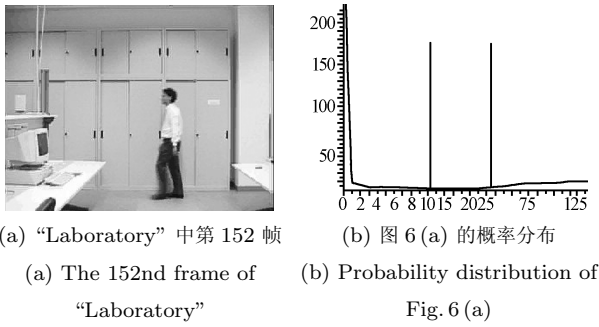 200
150
100
50
0 2 4 6 8 10 15 20 25 75 125
(a) “Laboratory” 中第 152 帧
(b) 图 6 (a) 的概率分布
(a) The 152nd frame of
“Laboratory”
(b) Probability distribution of
Fig. 6 (a)